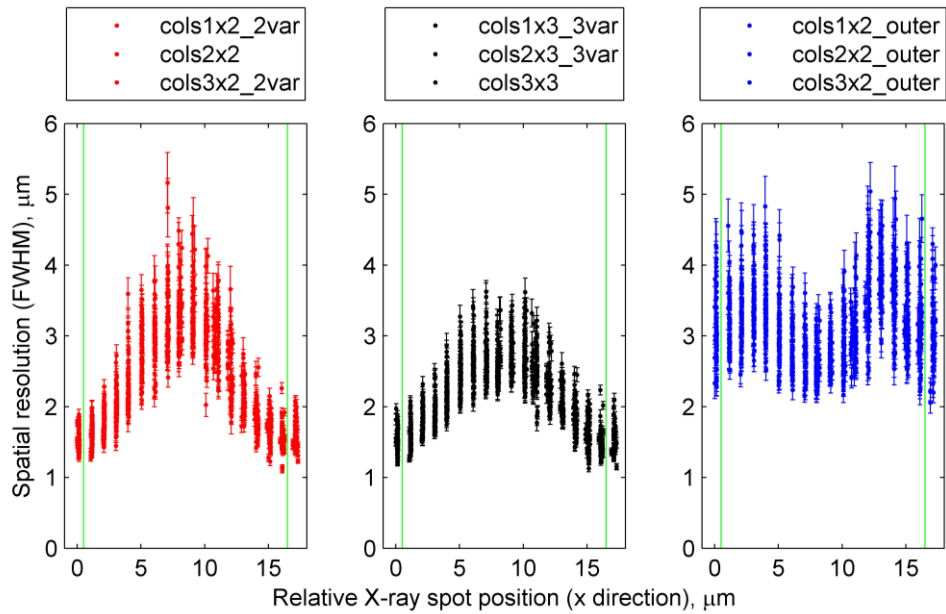 cols1x2_2var
cols2x2
cols3x2_2var
cols1x3_3var
cols2x3_3var
cols3x3
cols1x2_outer
cols2x2_outer
cols3x2_outer
Spatial resolution (FWHM), μm
6
5
4
3
2
1
0
0 5 10 15
6
5
4
3
2
1
0
0 5 10 15
6
5
4
3
2
1
0
0 5 10 15
Relative X-ray spot position (x direction), μm